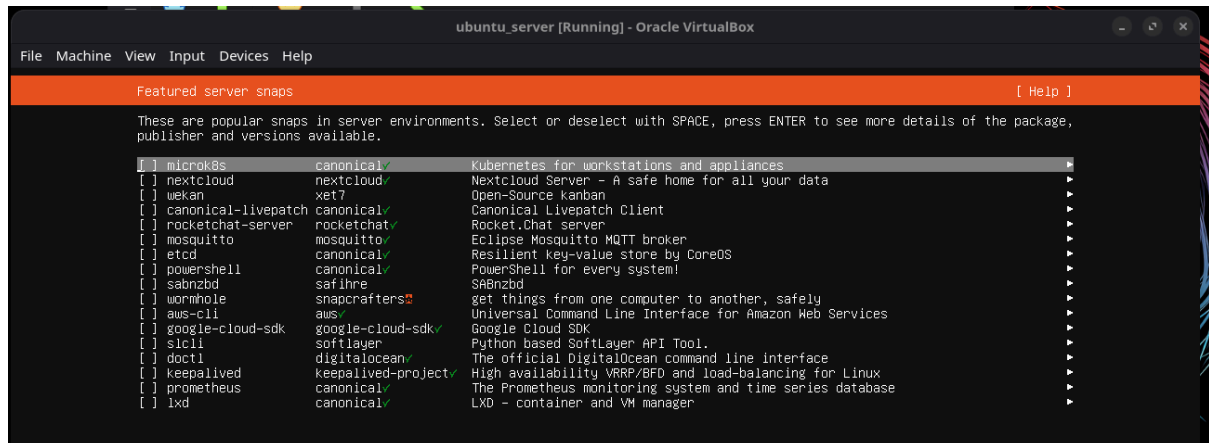 ubuntu_server [Running] - Oracle VirtualBox
File Machine View Input Devices Help
Featured server snaps [ Help ]
These are popular snaps in server environments. Select or deselect with SPACE, press ENTER to see more details of the package,
publisher and versions available.
[ ] microk8s canonical✓ Kubernetes for workstations and appliances ▸
[ ] nextcloud nextcloud✓ Nextcloud Server - A safe home for all your data ▸
[ ] wekan xet7 Open-Source kanban ▸
[ ] canonical-livepatch canonical✓ Canonical Livepatch Client ▸
[ ] rocketchat-server rocketchat✓ Rocket.Chat server ▸
[ ] mosquitto mosquitto✓ Eclipse Mosquitto MQTT broker ▸
[ ] etcd canonical✓ Resilient key-value store by CoreOS ▸
[ ] powershell canonical✓ PowerShell for every system! ▸
[ ] sabnzbd safihre SABnzbd ▸
[ ] wormhole snapcrafters get things from one computer to another, safely ▸
[ ] aws-cli aws✓ Universal Command Line Interface for Amazon Web Services ▸
[ ] google-cloud-sdk google-cloud-sdk✓ Google Cloud SDK ▸
[ ] slcli softlayer Python based SoftLayer API Tool. ▸
[ ] doctl digitalocean✓ The official DigitalOcean command line interface ▸
[ ] keepalived keepalived-project✓ High availability VRRP/BFD and load-balancing for Linux ▸
[ ] prometheus canonical✓ The Prometheus monitoring system and time series database ▸
[ ] lxd canonical✓ LXD - container and VM manager ▸